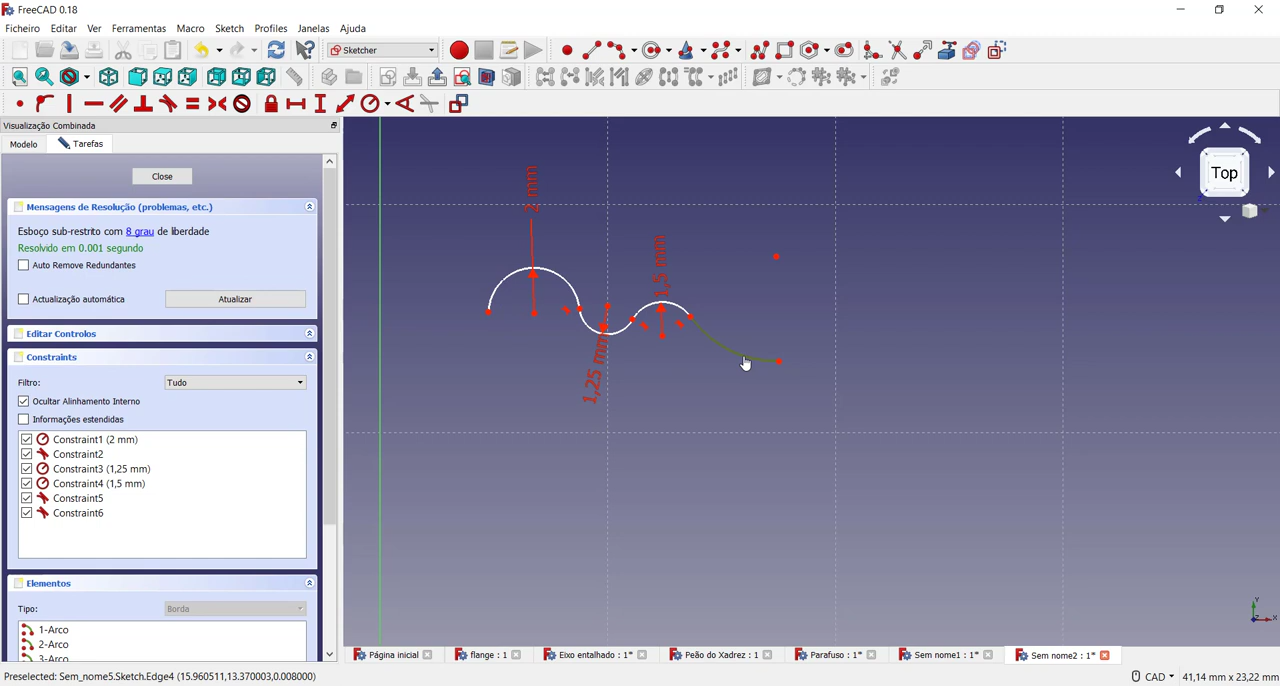 FreeCAD 0.18
Ficheiro Editar Ver Ferramentas Macro Sketch Profiles Janelas Ajuda
Sketcher
Visualização Combinada
Modelo Tarefas
Close
Mensagens de Resolução (problemas, etc.)
Esboço sub-restrito com 8 grau de liberdade
Resolvido em 0.001 segundo
Auto Remove Redundantes
Actualização automática Atualizar
Editar Controlos
Constraints
Filtro: Tudo
Ocultar Alinhamento Interno
Informações estendidas
Constraint1 (2 mm)
Constraint2
Constraint3 (1,25 mm)
Constraint4 (1,5 mm)
Constraint5
Constraint6
Elementos
Tipo: Borda
1-Arco
2-Arco
3-Arco
2 mm
1,25 mm
1,5 mm
Top
Y
Z X
Página inicial flange : 1 Eixo entalhado : 1* Peão do Xadrez : 1 Parafuso : 1* Sem nome1 : 1* Sem nome2 : 1*
Preselected: Sem_nome5.Sketch.Edge4 (15.960511,13.370003,0.008000) CAD 41,14 mm x 23,22 mm